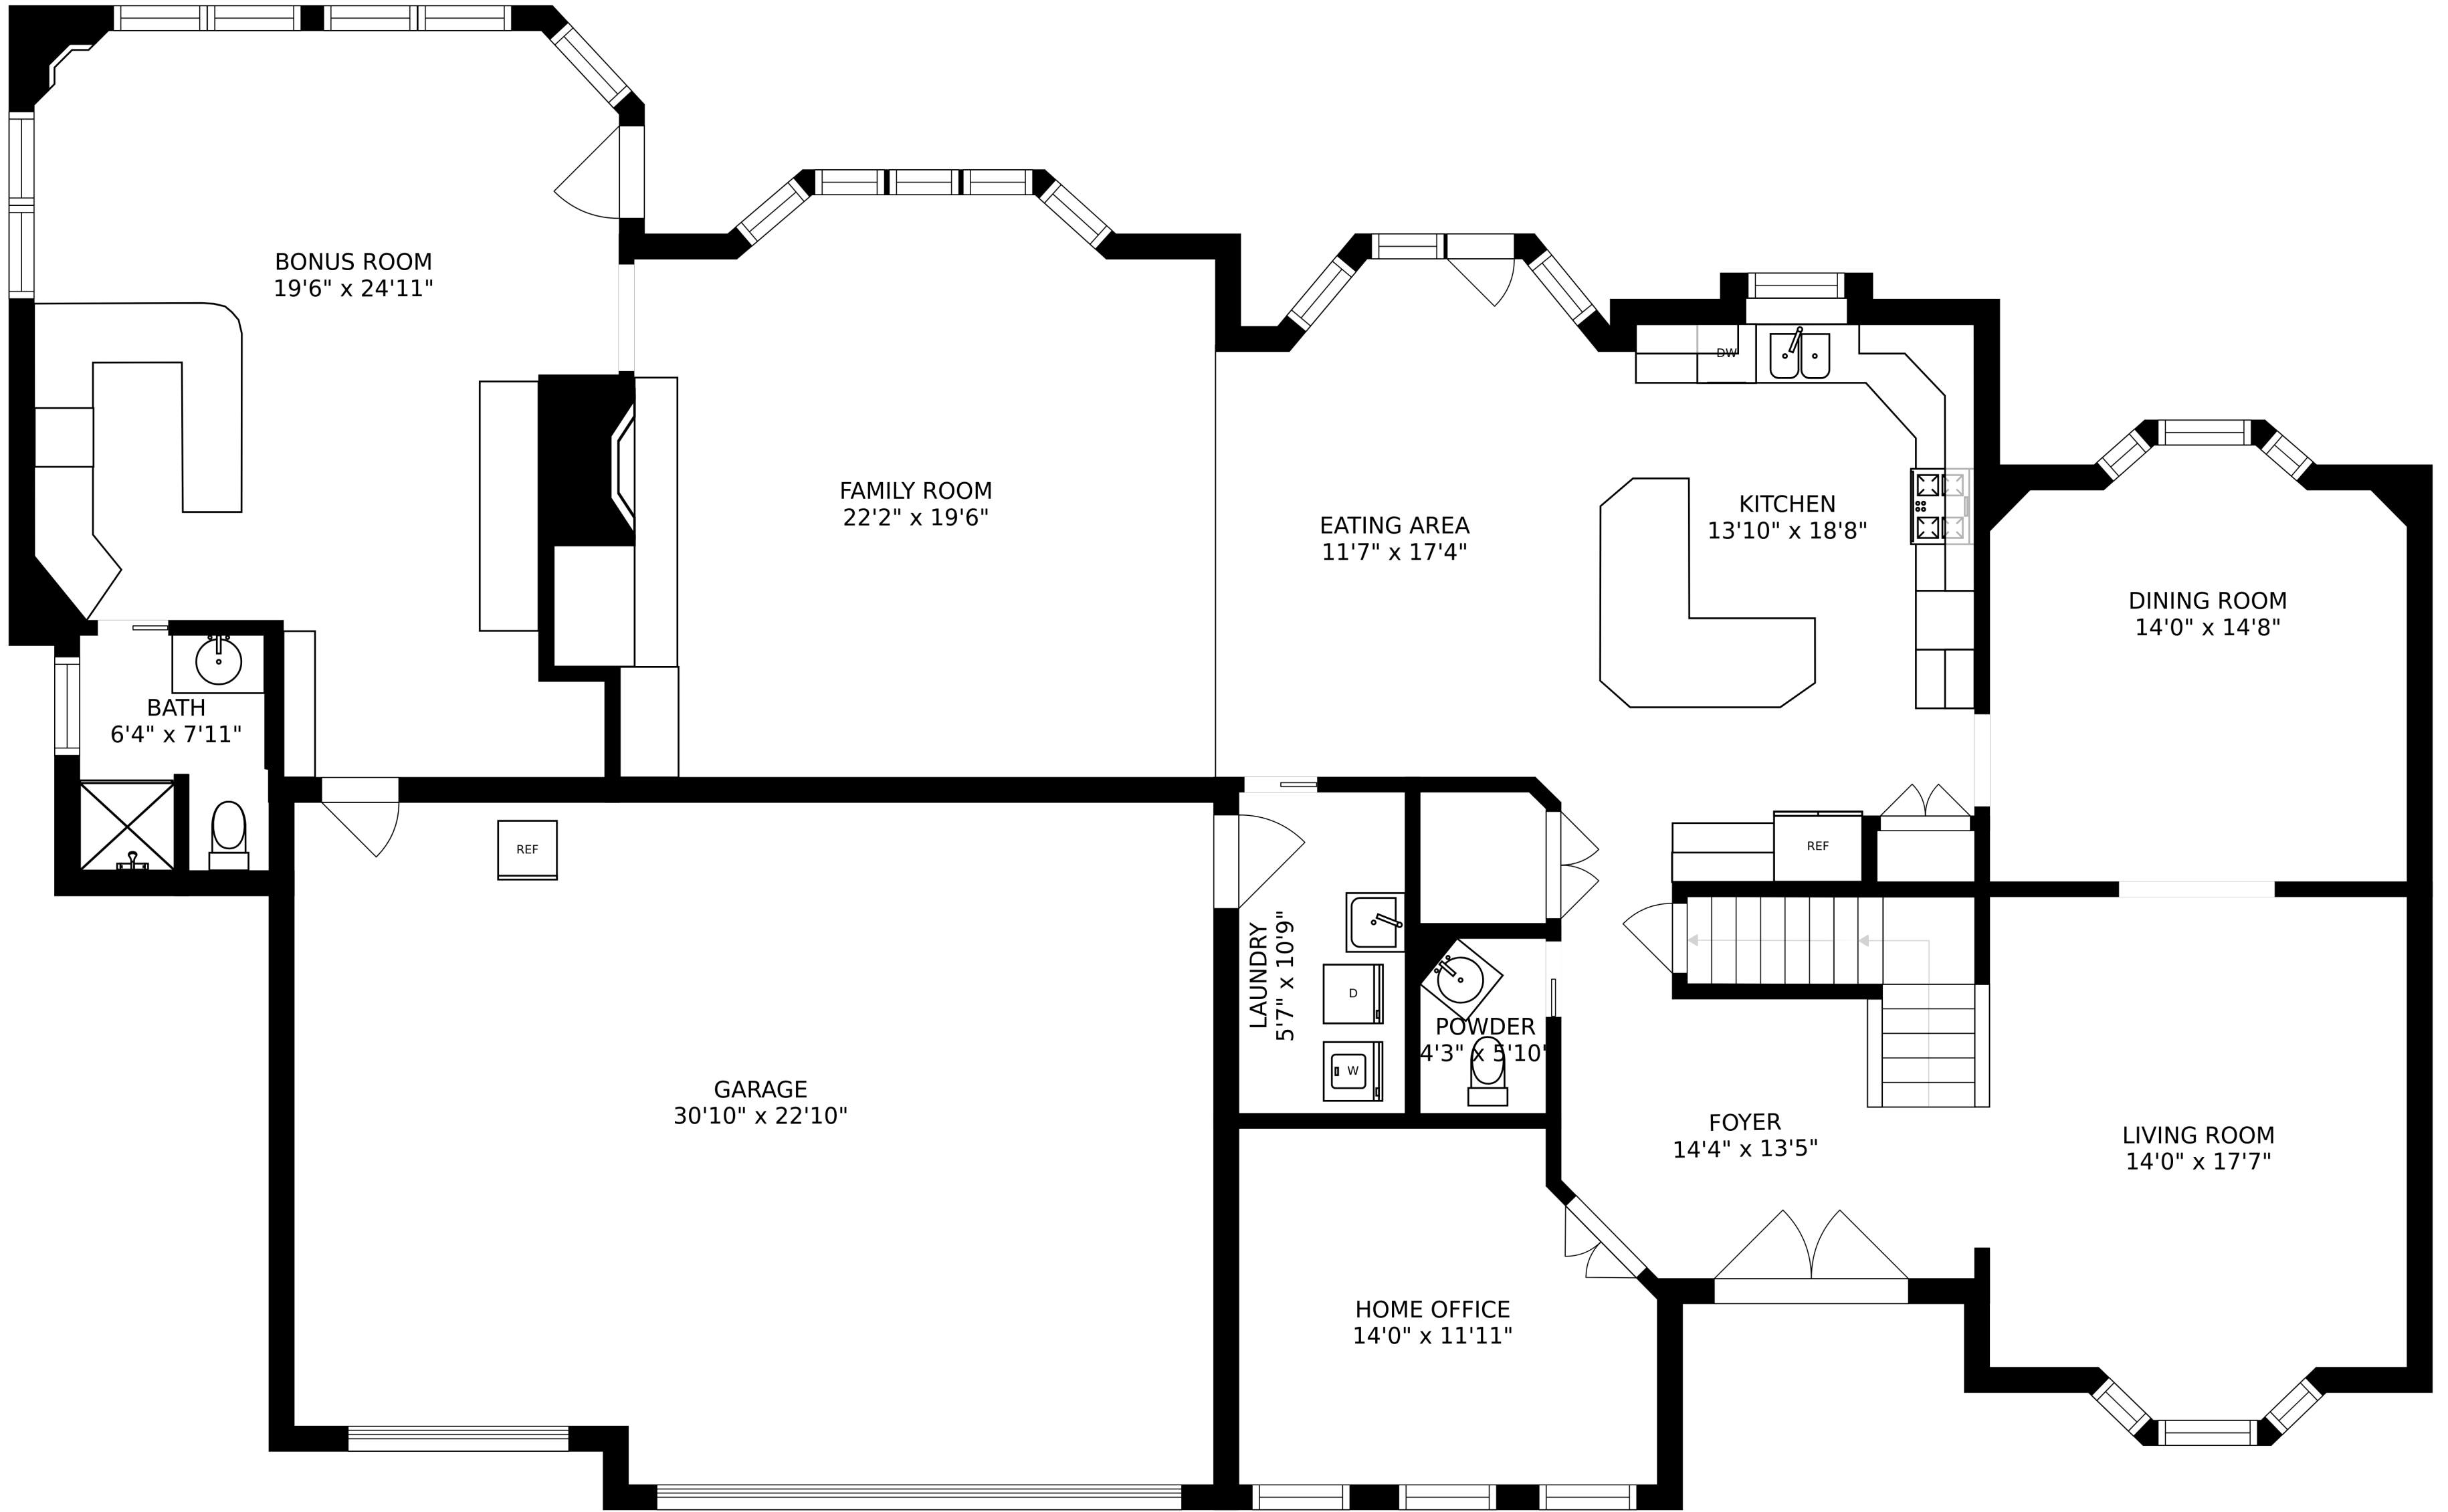 BONUS ROOM
19'6" x 24'11"
FAMILY ROOM
22'2" x 19'6"
EATING AREA
11'7" x 17'4"
DW
KITCHEN
13'10" x 18'8"
DINING ROOM
14'0" x 14'8"
BATH
6'4" x 7'11"
REF
REF
LAUNDRY
5'7" x 10'9"
D
W
POWDER
4'3" x 5'10"
GARAGE
30'10" x 22'10"
FOYER
14'4" x 13'5"
LIVING ROOM
14'0" x 17'7"
HOME OFFICE
14'0" x 11'11"